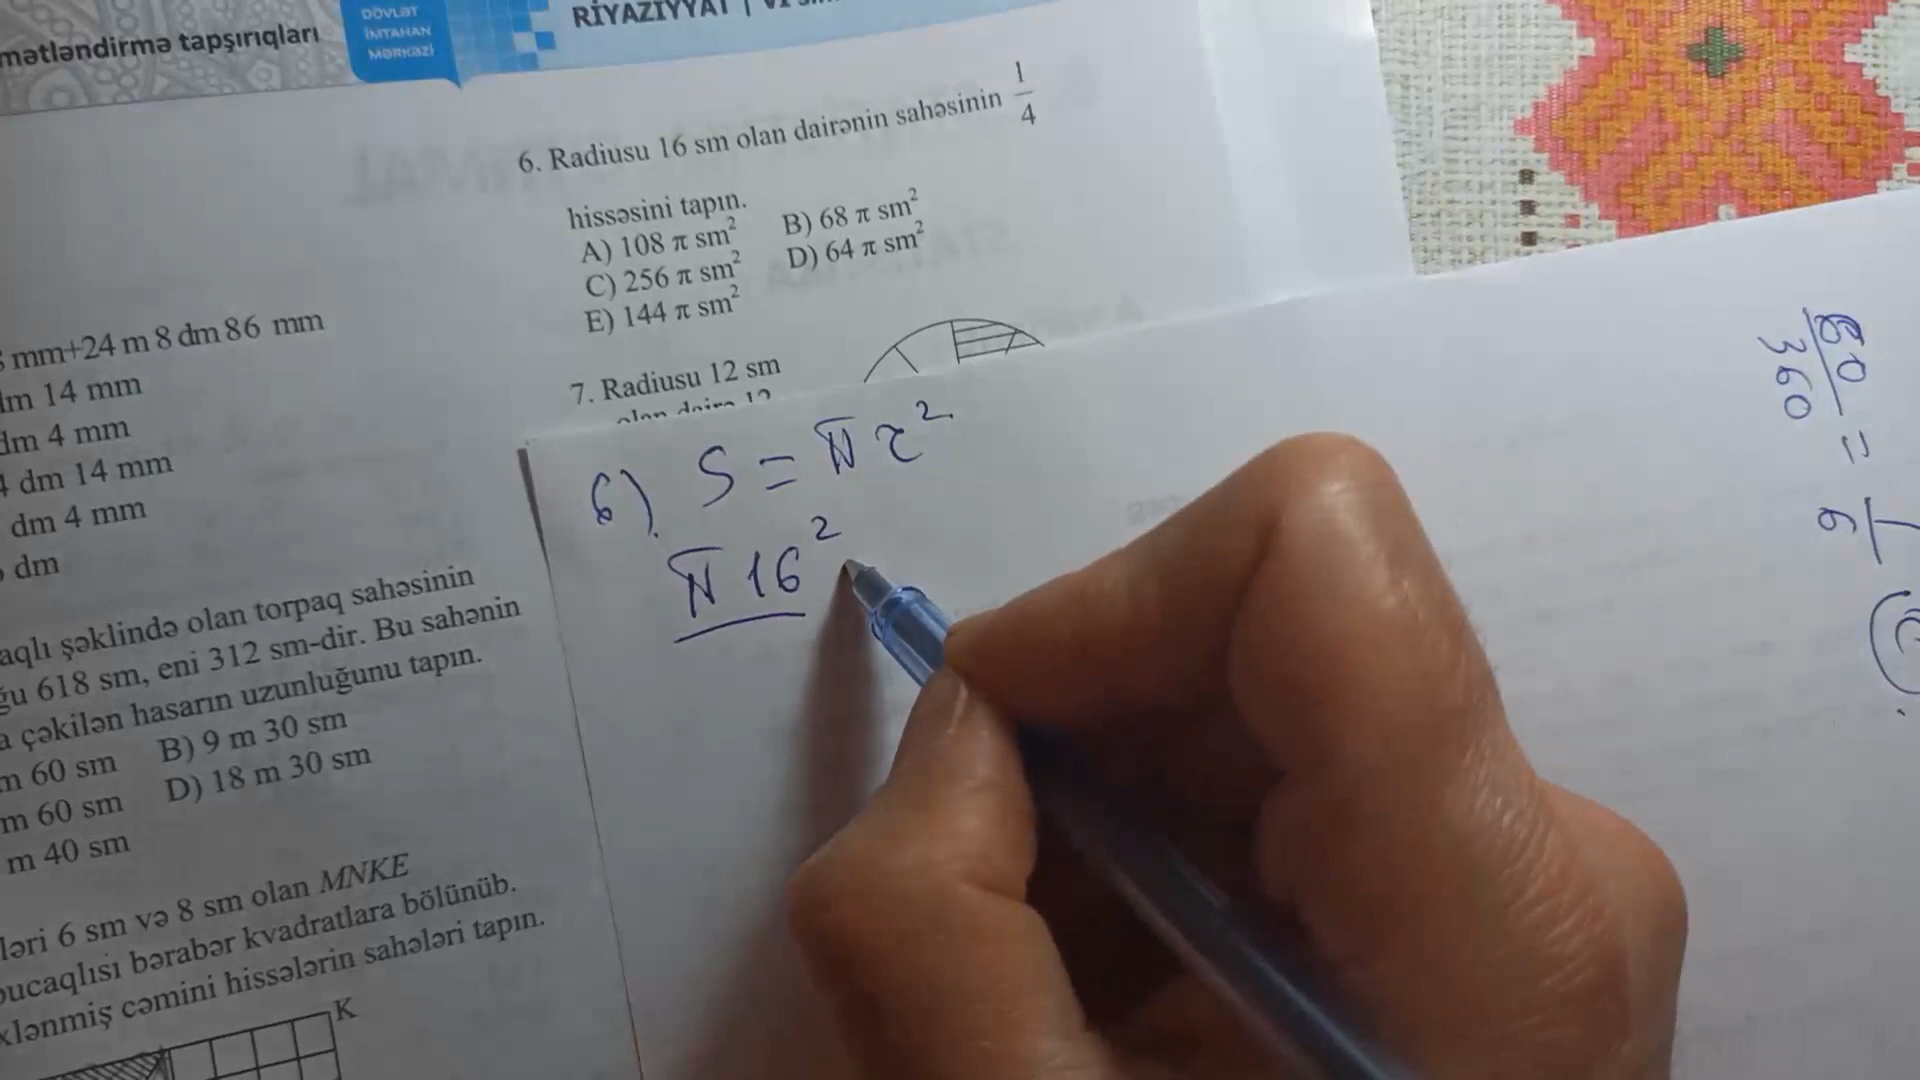 mətləndirmə tapşırıqları
DÖVLƏT
İMTAHAN
MƏRKƏZİ
RİYAZİYYAT |
mm+24 m 8 dm 86 mm
dm 14 mm
dm 4 mm
dm 14 mm
dm 4 mm
dm
şəklində olan torpaq sahəsinin
618 sm, eni 312 sm-dir. Bu sahənin
çəkilən hasarın uzunluğunu tapın.
m 60 sm B) 9 m 30 sm
m 60 sm D) 18 m 30 sm
m 40 sm
ləri 6 sm və 8 sm olan MNKE
bərabər kvadratlara bölünüb.
cəmini hissələrin sahələri tapın.
K
6. Radiusu 16 sm olan dairənin sahəsinin 1/4
hissəsini tapın.
A) 108 π sm² B) 68 π sm²
C) 256 π sm² D) 64 π sm²
E) 144 π sm²
7. Radiusu 12 sm
6) S = πr²
π16²
60/360 = 1/6